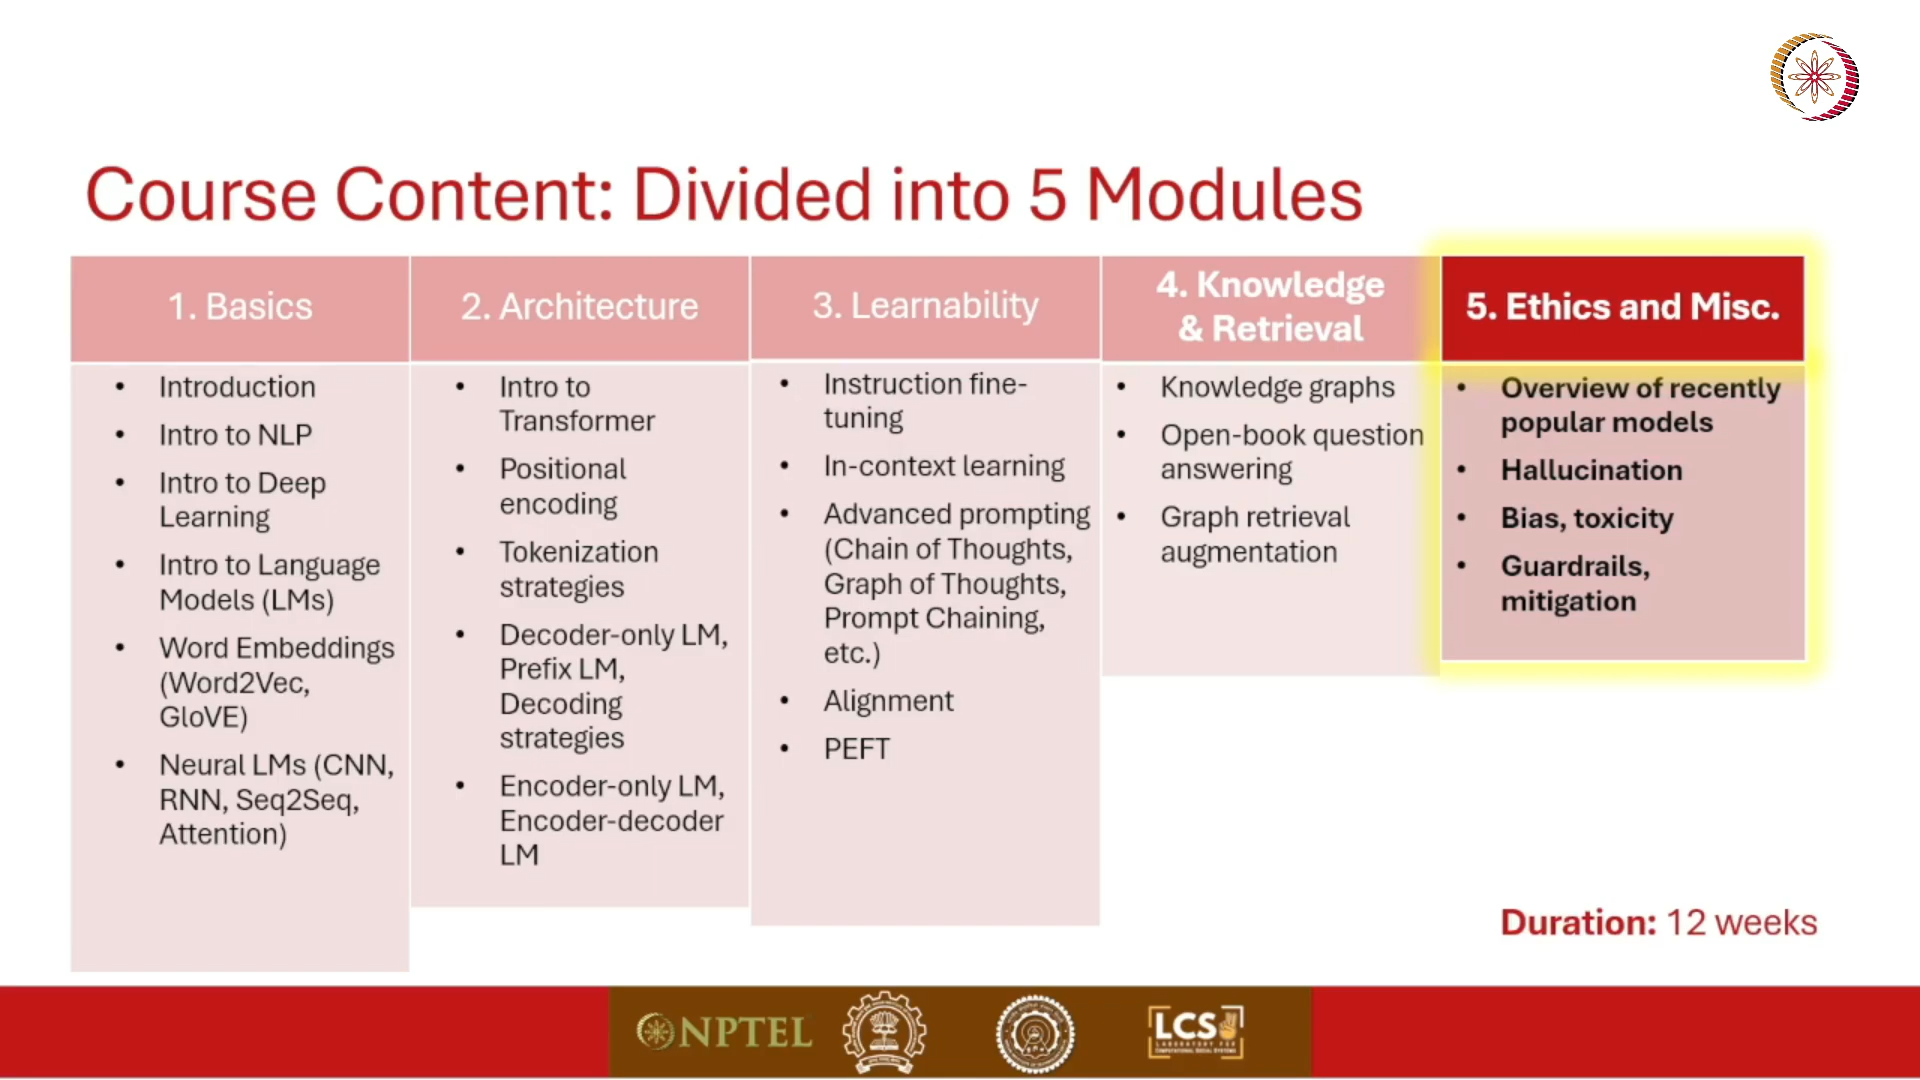 Course Content: Divided into 5 Modules
1. Basics
• Introduction
• Intro to NLP
• Intro to Deep
Learning
• Intro to Language
Models (LMs)
• Word Embeddings
(Word2Vec,
GloVE)
• Neural LMs (CNN,
RNN, Seq2Seq,
Attention)
2. Architecture
• Intro to
Transformer
• Positional
encoding
• Tokenization
strategies
• Decoder-only LM,
Prefix LM,
Decoding
strategies
• Encoder-only LM,
Encoder-decoder
LM
3. Learnability
• Instruction fine-
tuning
• In-context learning
• Advanced prompting
(Chain of Thoughts,
Graph of Thoughts,
Prompt Chaining,
etc.)
• Alignment
• PEFT
4. Knowledge
& Retrieval
• Knowledge graphs
• Open-book question
answering
• Graph retrieval
augmentation
5. Ethics and Misc.
• Overview of recently
popular models
• Hallucination
• Bias, toxicity
• Guardrails,
mitigation
Duration: 12 weeks
NPTEL
LCS
LABORATORY FOR
COMPUTATIONAL SOCIAL SYSTEMS